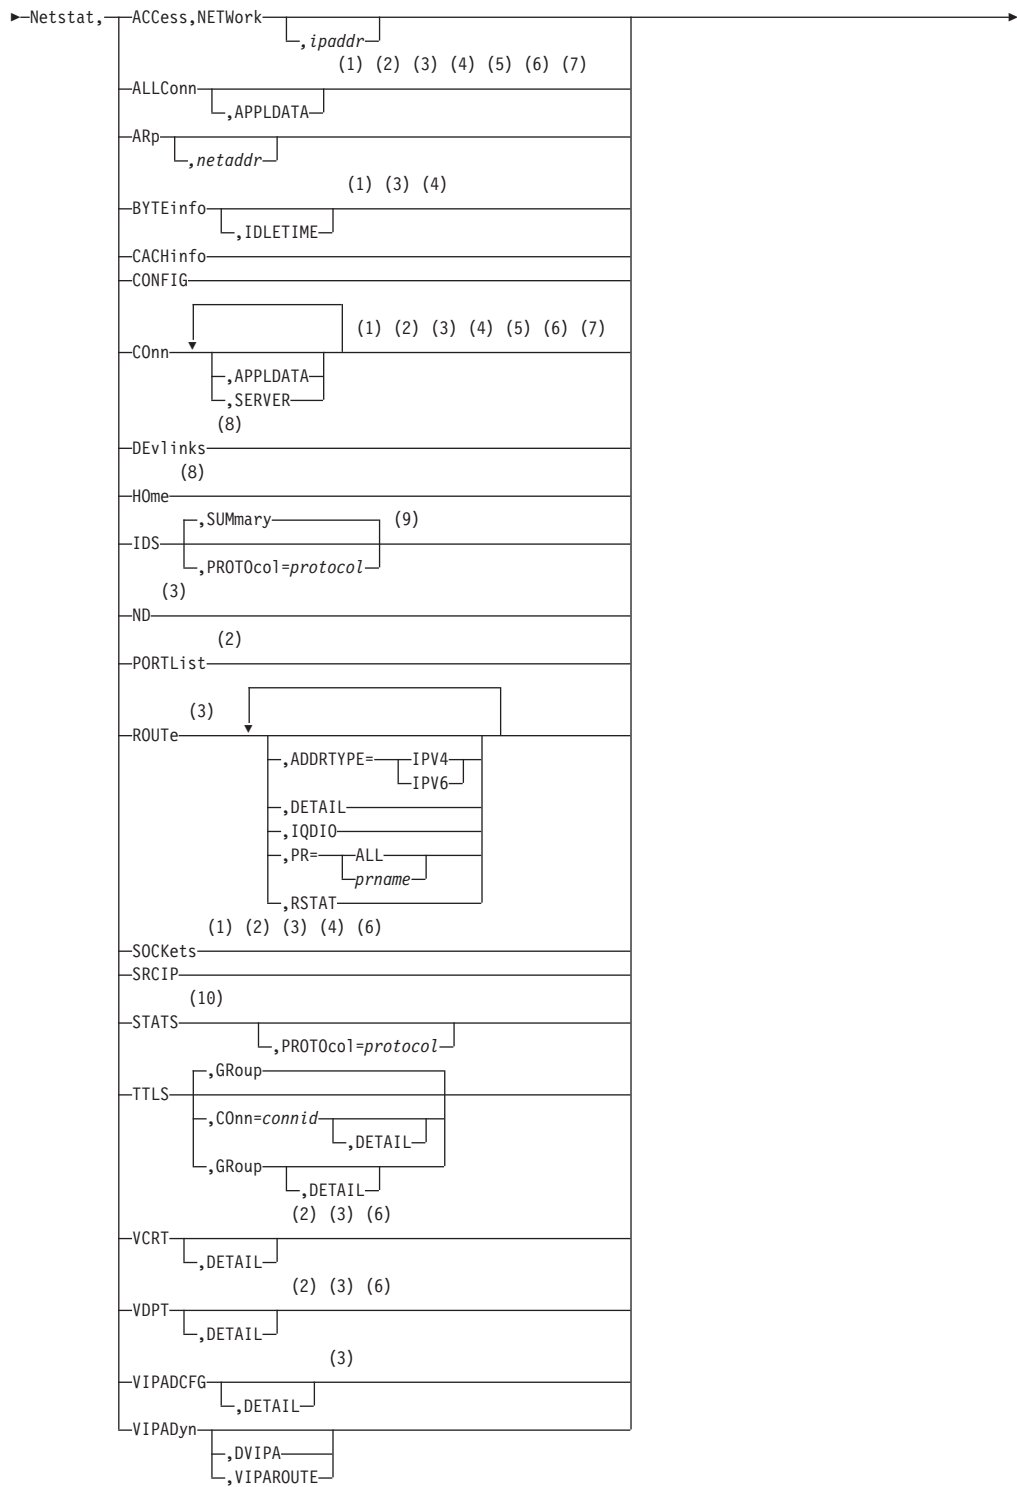 Netstat, ACCess,NETWork
,ipaddr
(1) (2) (3) (4) (5) (6) (7)
ALLConn
,APPLDATA
ARp
,netaddr
(1) (3) (4)
BYTEinfo
,IDLETIME
CACHinfo
CONFIG
(1) (2) (3) (4) (5) (6) (7)
COnn
,APPLDATA
,SERVER
(8)
DEvlinks
(8)
HOme
,SUMmary (9)
IDS
,PROTOcol=protocol
(3)
ND
(2)
PORTList
(3)
ROUTe
,ADDRTYPE= IPV4
IPV6
,DETAIL
,IQDIO
,PR= ALL
prname
,RSTAT
(1) (2) (3) (4) (6)
SOCKets
SRCIP
(10)
STATS
,PROTOcol=protocol
,GRoup
TTLS
,COnn=connid
,DETAIL
,GRoup
,DETAIL
(2) (3) (6)
VCRT
,DETAIL
(2) (3) (6)
VDPT
,DETAIL
(3)
VIPADCFG
,DETAIL
VIPADyn
,DVIPA
,VIPAROUTE